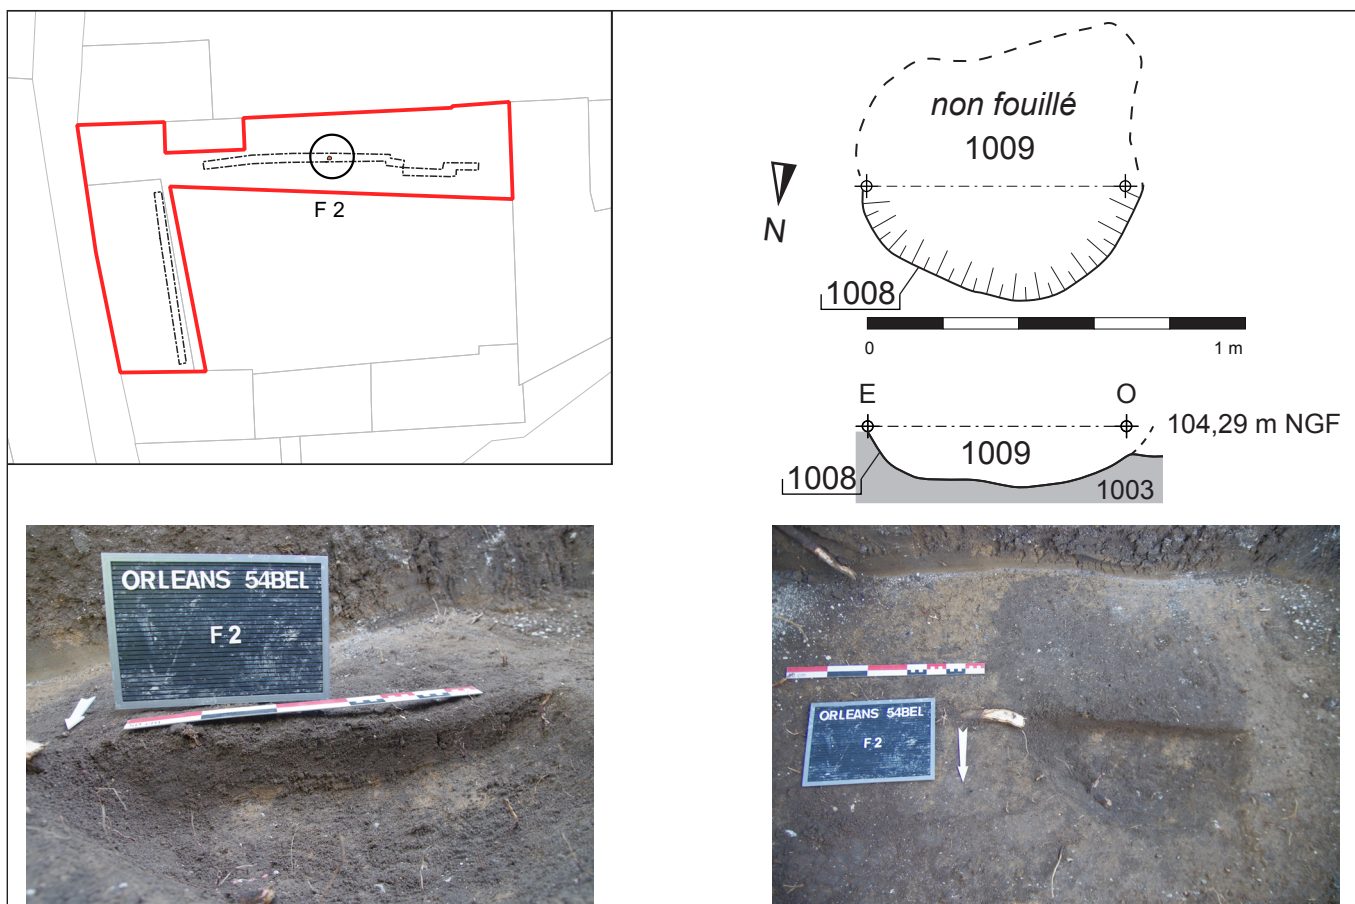 F 2
non fouillé
1009
N
1008
0
1 m
E
O
104,29 m NGF
1009
1008
1003
ORLEANS 54BEL
F 2
ORLEANS 54BEL
F 2